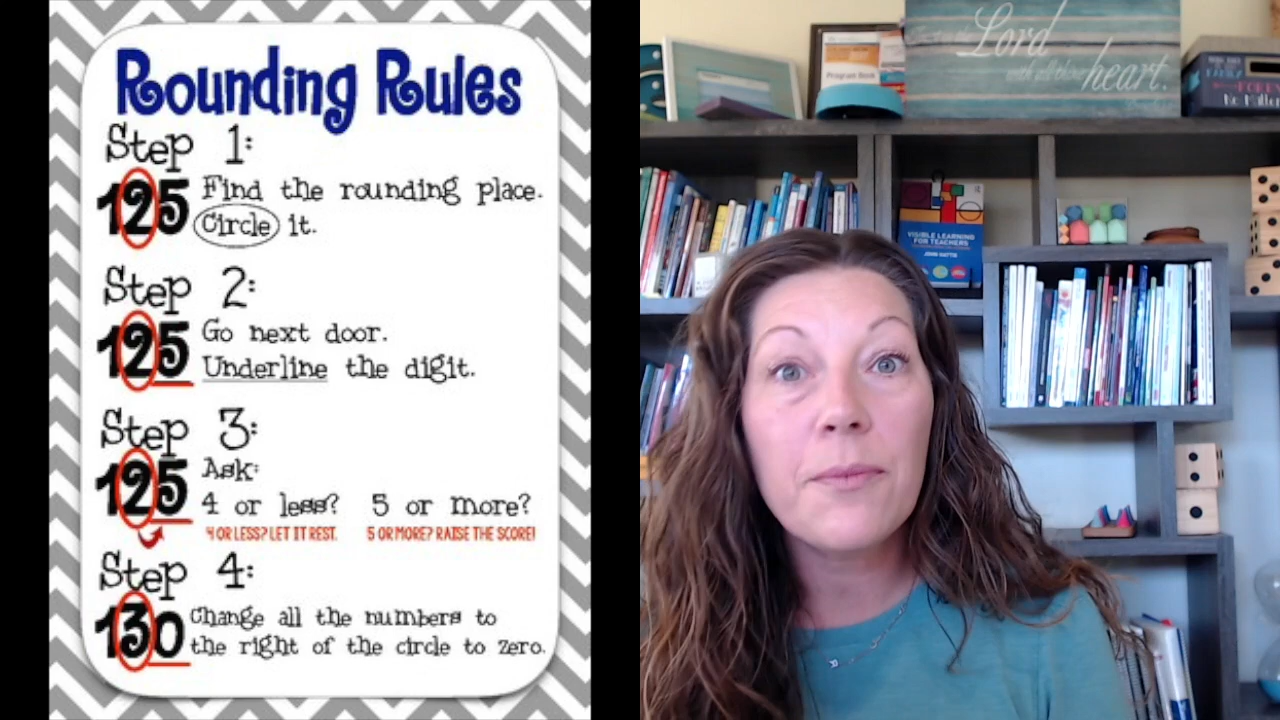 Rounding Rules
Step 1:
125 Find the rounding place.
Circle it.
Step 2:
125 Go next door.
Underline the digit.
Step 3:
125 Ask:
4 or less? 5 or more?
4 OR LESS? LET IT REST. 5 OR MORE? RAISE THE SCORE!
Step 4:
130 Change all the numbers to
the right of the circle to zero.
Program Book
Lord
with all
heart.
VISIBLE LEARNING
FOR TEACHERS
JOHN HATTIE